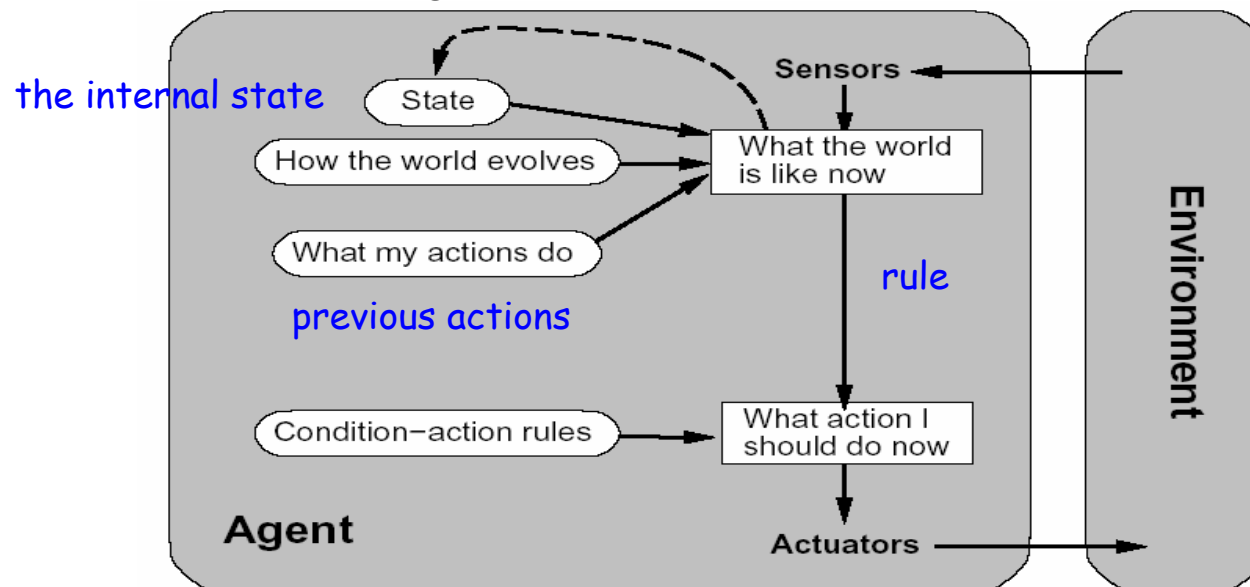 Sensors
the internal state
State
How the world evolves
What the world
is like now
What my actions do
previous actions
rule
Environment
Condition–action rules
What action I
should do now
Agent
Actuators